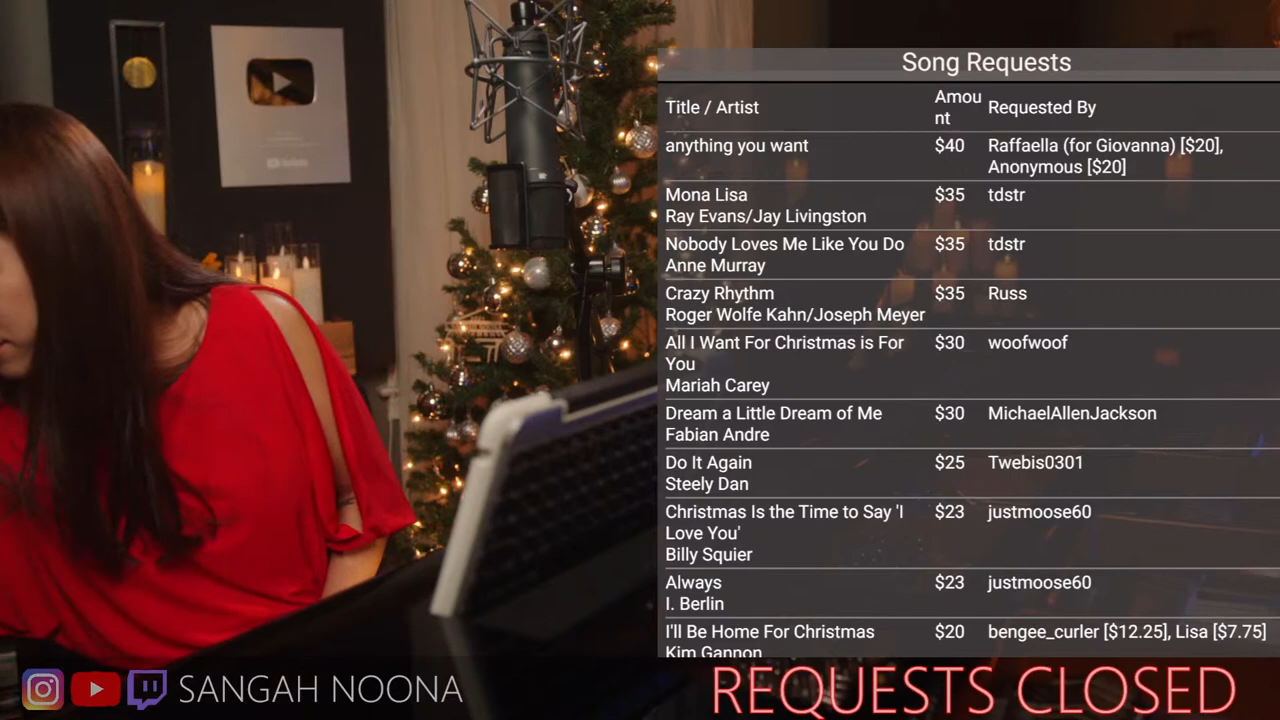 Song Requests
Title / Artist
Amou
nt
Requested By
anything you want
$40
Raffaella (for Giovanna) [$20],
Anonymous [$20]
Mona Lisa
Ray Evans/Jay Livingston
$35
tdstr
Nobody Loves Me Like You Do
Anne Murray
$35
tdstr
Crazy Rhythm
Roger Wolfe Kahn/Joseph Meyer
$35
Russ
All I Want For Christmas is For
You
Mariah Carey
$30
woofwoof
Dream a Little Dream of Me
Fabian Andre
$30
MichaelAllenJackson
Do It Again
Steely Dan
$25
Twebis0301
Christmas Is the Time to Say 'I
Love You'
Billy Squier
$23
justmoose60
Always
I. Berlin
$23
justmoose60
I'll Be Home For Christmas
Kim Gannon
$20
bengee_curler [$12.25], Lisa [$7.75]
SANGAH NOONA
REQUESTS CLOSED